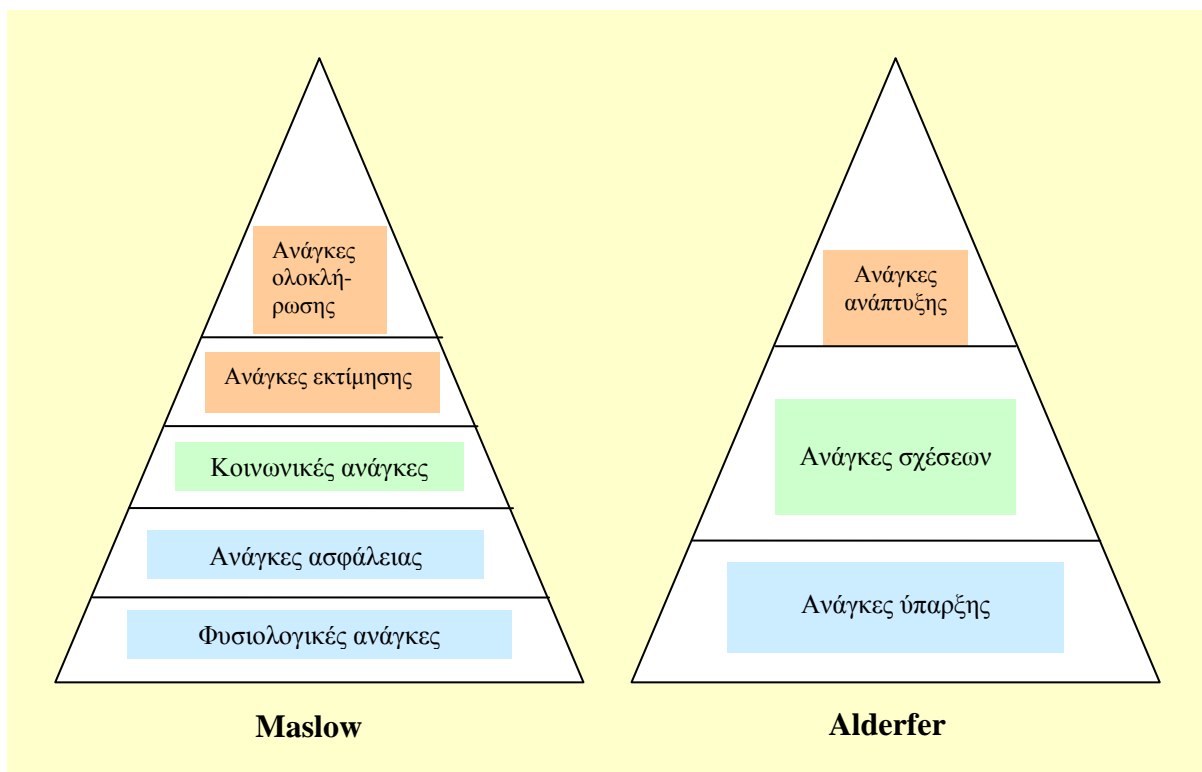 Ανάγκες
ολοκλή-
ρωσης
Ανάγκες εκτίμησης
Κοινωνικές ανάγκες
Ανάγκες ασφάλειας
Φυσιολογικές ανάγκες
Maslow
Ανάγκες
ανάπτυξης
Ανάγκες σχέσεων
Ανάγκες ύπαρξης
Alderfer